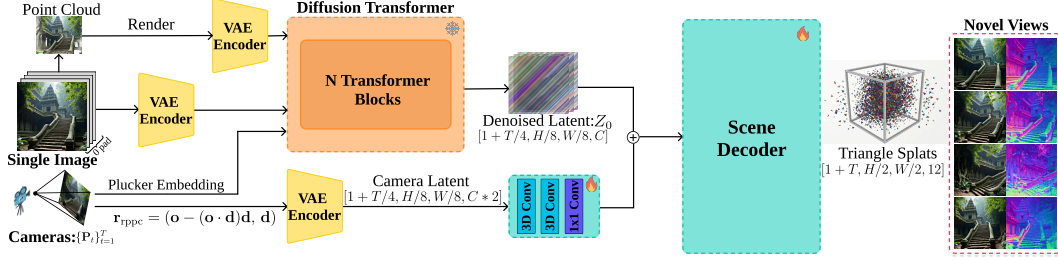 Point Cloud
Render
VAE
Encoder
Diffusion Transformer
N Transformer
Blocks
VAE
Encoder
Single Image
0 pad
Plucker Embedding
r_rppc = (o − (o · d)d, d)
Cameras:{P_t}_{t=1}^T
VAE
Encoder
Camera Latent
[1 + T/4, H/8, W/8, C * 2]
3D Conv
3D Conv
1x1 Conv
Denoised Latent:Z_0
[1 + T/4, H/8, W/8, C]
+
Scene
Decoder
Triangle Splats
[1 + T, H/2, W/2, 12]
Novel Views